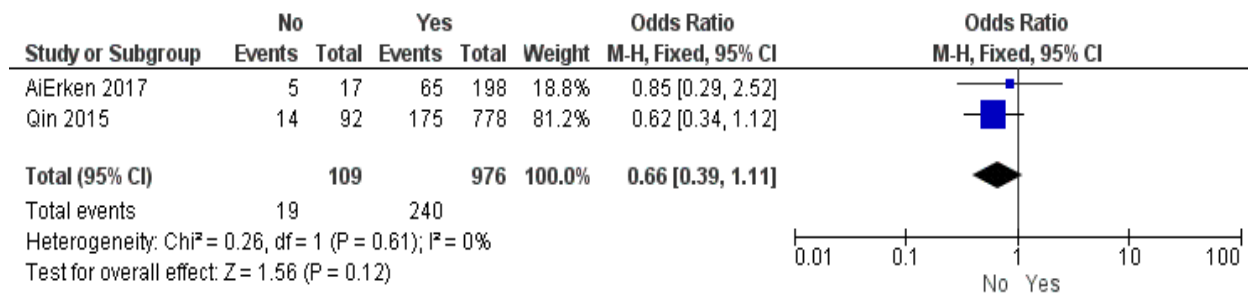 No Yes Odds Ratio Odds Ratio
Study or Subgroup Events Total Events Total Weight M-H, Fixed, 95% CI M-H, Fixed, 95% CI
AiErken 2017 5 17 65 198 18.8% 0.85 [0.29, 2.52]
Qin 2015 14 92 175 778 81.2% 0.62 [0.34, 1.12]
Total (95% CI) 109 976 100.0% 0.66 [0.39, 1.11]
Total events 19 240
Heterogeneity: Chi² = 0.26, df = 1 (P = 0.61); I² = 0%
Test for overall effect: Z = 1.56 (P = 0.12)
0.01 0.1 1 10 100
No Yes